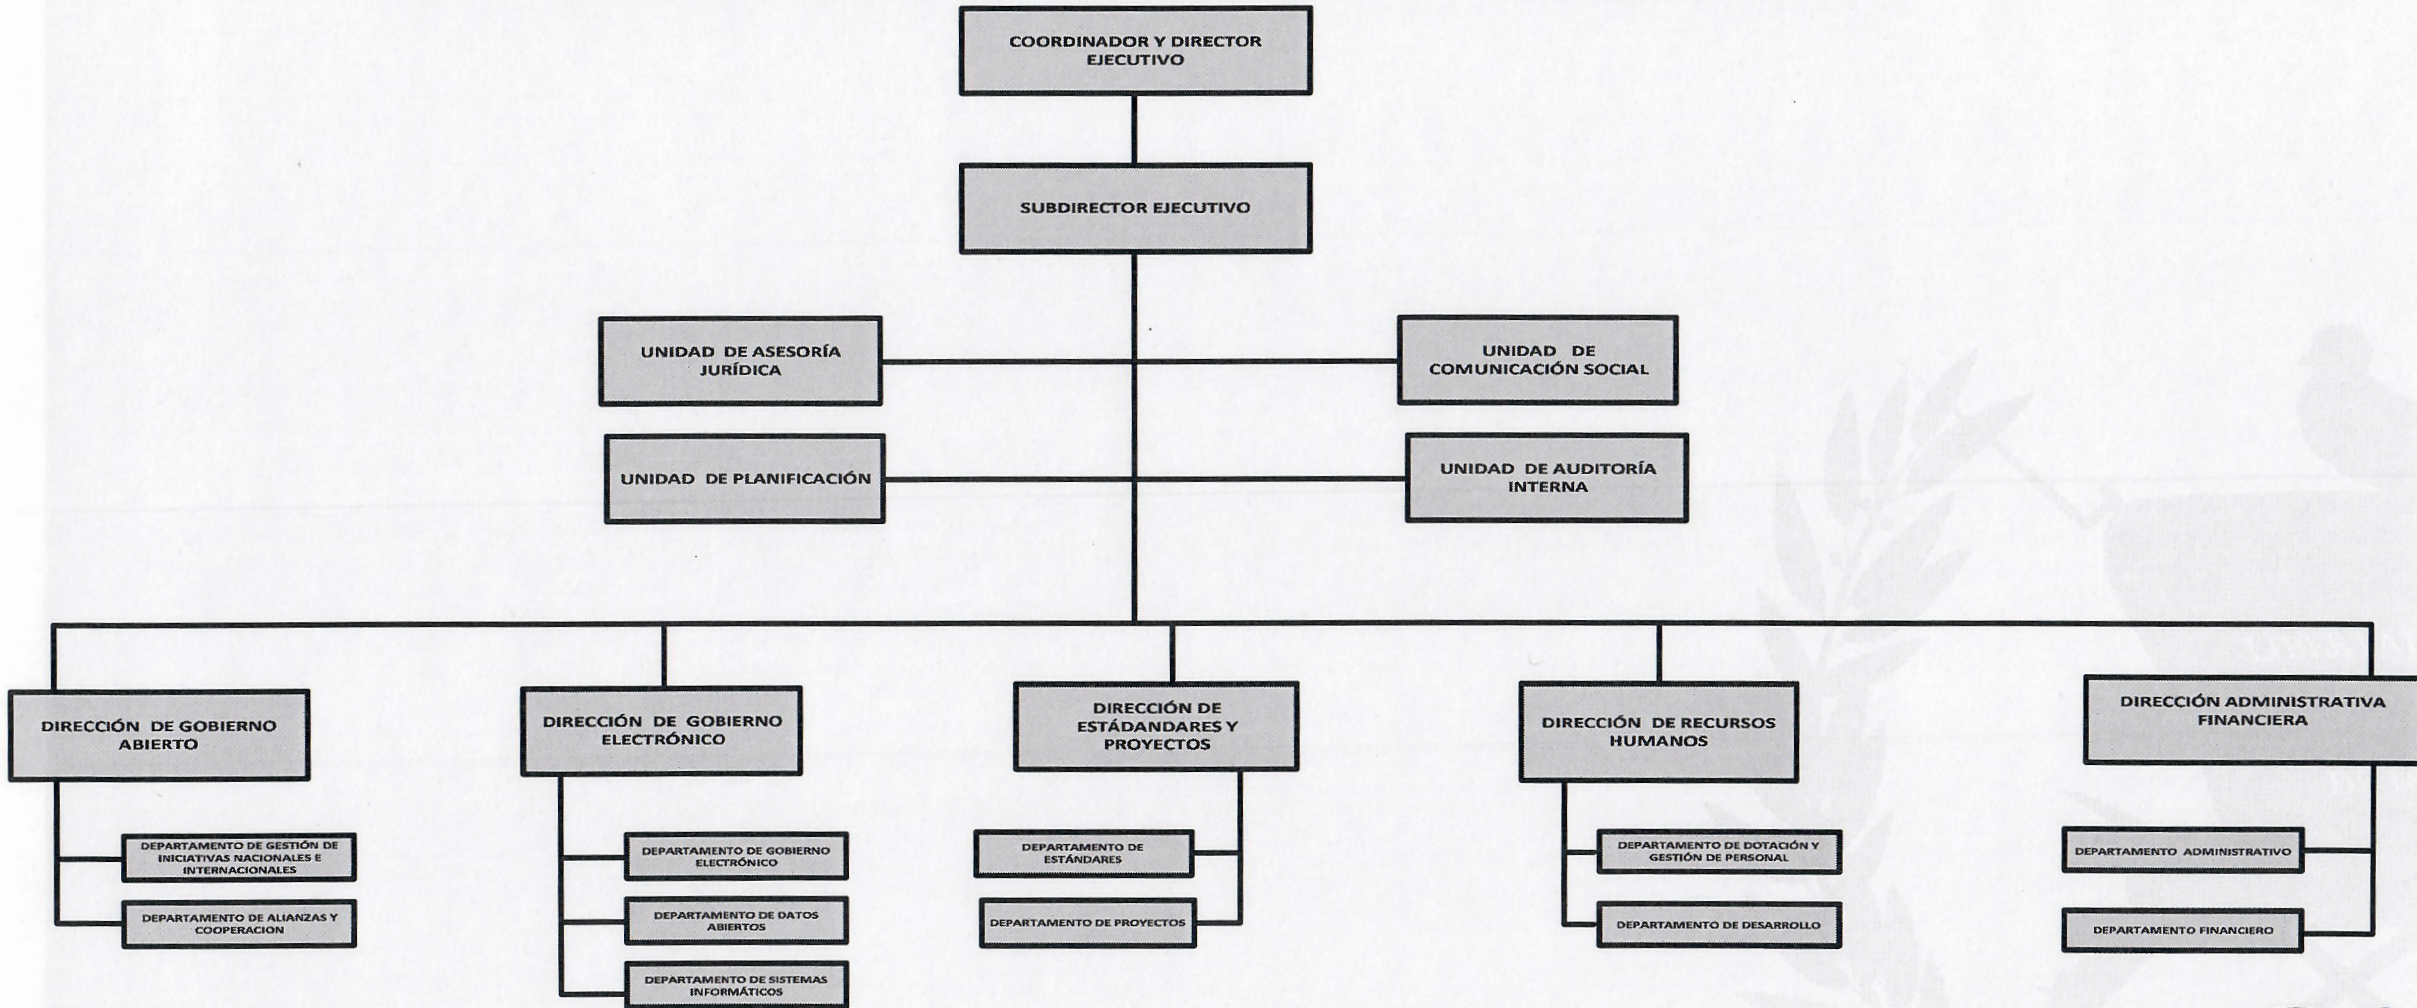 COORDINADOR Y DIRECTOR
EJECUTIVO
SUBDIRECTOR EJECUTIVO
UNIDAD DE ASESORÍA
JURÍDICA
UNIDAD DE
COMUNICACIÓN SOCIAL
UNIDAD DE PLANIFICACIÓN
UNIDAD DE AUDITORÍA
INTERNA
DIRECCIÓN DE GOBIERNO
ABIERTO
DIRECCIÓN DE GOBIERNO
ELECTRÓNICO
DIRECCIÓN DE
ESTÁDANDARES Y
PROYECTOS
DIRECCIÓN DE RECURSOS
HUMANOS
DIRECCIÓN ADMINISTRATIVA
FINANCIERA
DEPARTAMENTO DE GESTIÓN DE
INICIATIVAS NACIONALES E
INTERNACIONALES
DEPARTAMENTO DE ALIANZAS Y
COOPERACION
DEPARTAMENTO DE GOBIERNO
ELECTRÓNICO
DEPARTAMENTO DE DATOS
ABIERTOS
DEPARTAMENTO DE SISTEMAS
INFORMÁTICOS
DEPARTAMENTO DE
ESTÁNDARES
DEPARTAMENTO DE PROYECTOS
DEPARTAMENTO DE DOTACIÓN Y
GESTIÓN DE PERSONAL
DEPARTAMENTO DE DESARROLLO
DEPARTAMENTO ADMINISTRATIVO
DEPARTAMENTO FINANCIERO